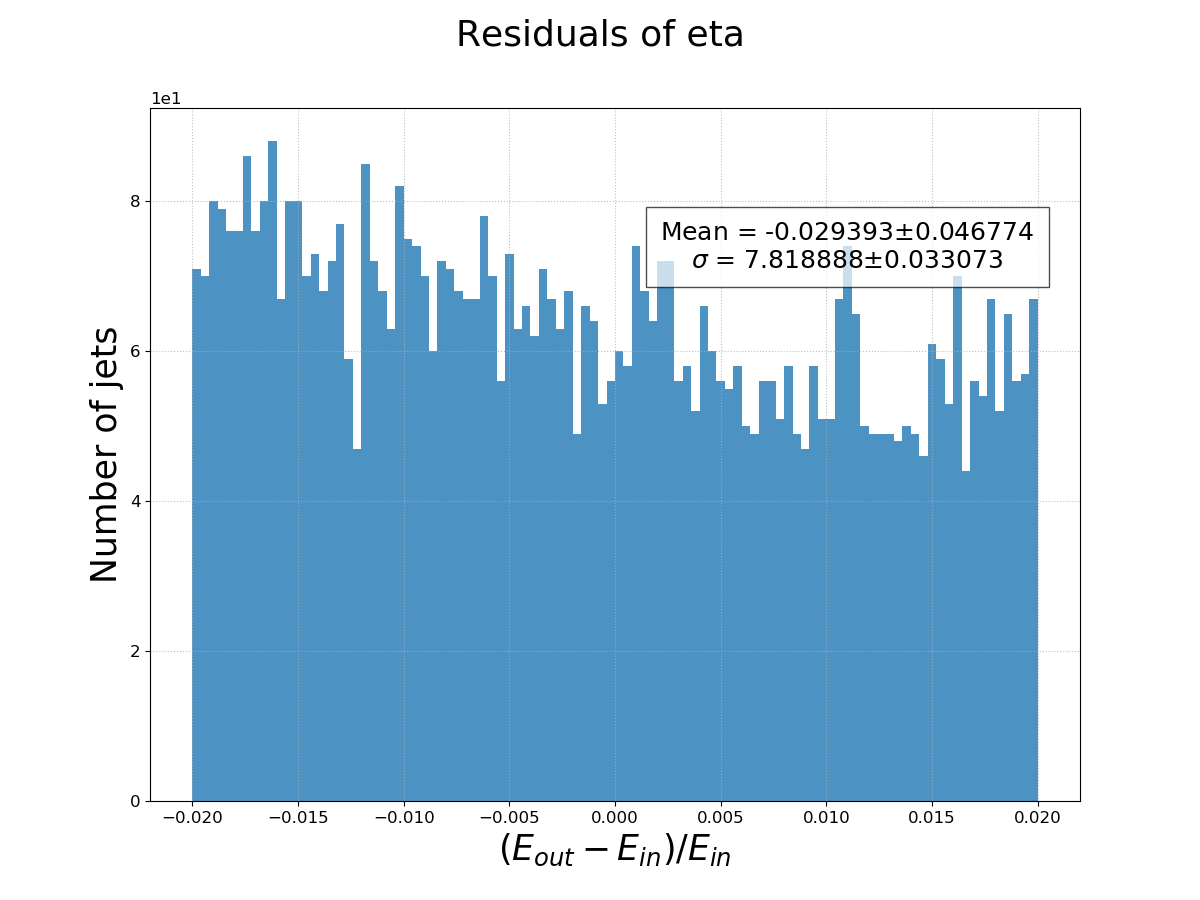 Residuals of eta
1e1
8
6
4
2
0
Number of jets
Mean = -0.029393±0.046774
σ = 7.818888±0.033073
−0.020 −0.015 −0.010 −0.005 0.000 0.005 0.010 0.015 0.020
(E_out − E_in)/E_in